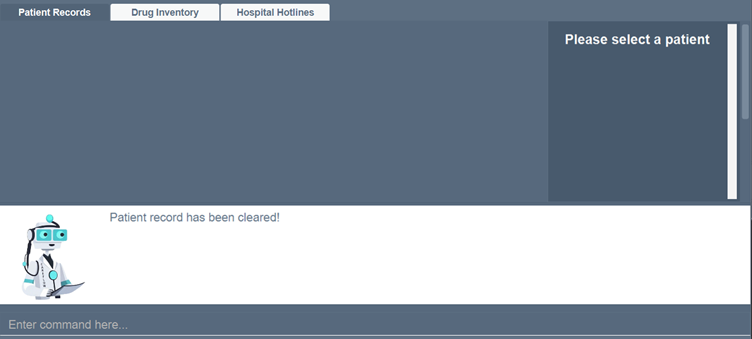 Patient Records Drug Inventory Hospital Hotlines
Please select a patient
Patient record has been cleared!
Enter command here...